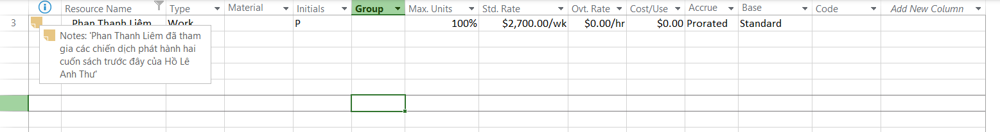 Resource Name Type Material Initials Group Max. Units Std. Rate Ovt. Rate Cost/Use Accrue Base Code Add New Column
3 Phan Thanh Liêm Work P 100% $2,700.00/wk $0.00/hr $0.00 Prorated Standard
Notes: 'Phan Thanh Liêm đã tham
gia các chiến dịch phát hành hai
cuốn sách trước đây của Hồ Lê
Anh Thư'